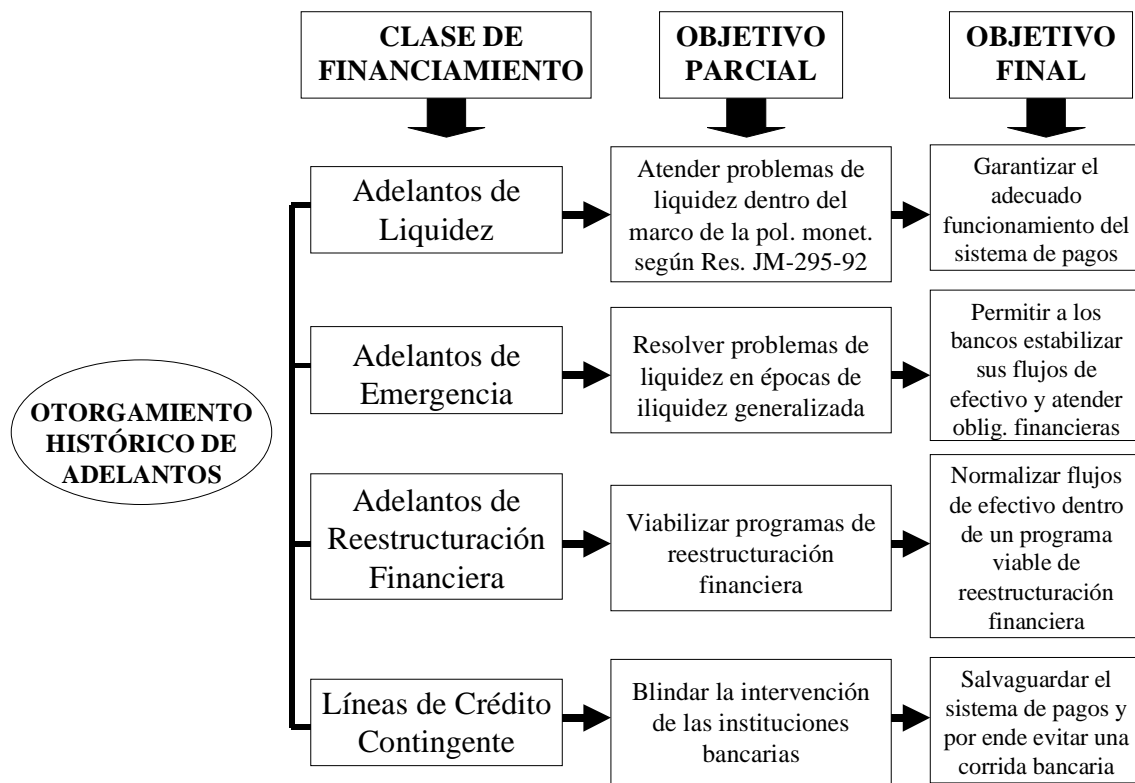 CLASE DE
FINANCIAMIENTO
OBJETIVO
PARCIAL
OBJETIVO
FINAL
OTORGAMIENTO
HISTÓRICO DE
ADELANTOS
Adelantos de
Liquidez
Atender problemas de
liquidez dentro del
marco de la pol. monet.
según Res. JM-295-92
Garantizar el
adecuado
funcionamiento del
sistema de pagos
Adelantos de
Emergencia
Resolver problemas de
liquidez en épocas de
iliquidez generalizada
Permitir a los
bancos estabilizar
sus flujos de
efectivo y atender
oblig. financieras
Adelantos de
Reestructuración
Financiera
Viabilizar programas de
reestructuración
financiera
Normalizar flujos
de efectivo dentro
de un programa
viable de
reestructuración
financiera
Líneas de Crédito
Contingente
Blindar la intervención
de las instituciones
bancarias
Salvaguardar el
sistema de pagos y
por ende evitar una
corrida bancaria